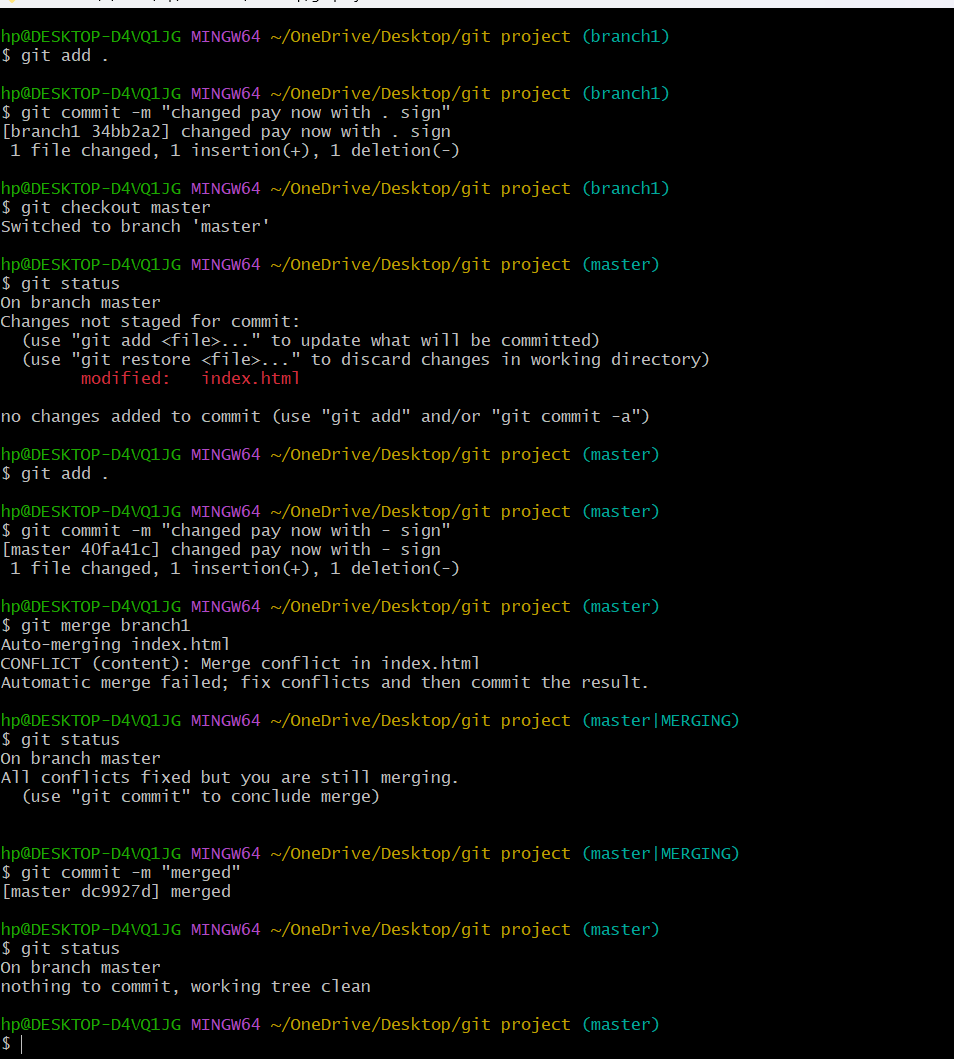 hp@DESKTOP-D4VQ1JG MINGW64 ~/OneDrive/Desktop/git project (branch1)
$ git add .
hp@DESKTOP-D4VQ1JG MINGW64 ~/OneDrive/Desktop/git project (branch1)
$ git commit -m "changed pay now with . sign"
[branch1 34bb2a2] changed pay now with . sign
 1 file changed, 1 insertion(+), 1 deletion(-)
hp@DESKTOP-D4VQ1JG MINGW64 ~/OneDrive/Desktop/git project (branch1)
$ git checkout master
Switched to branch 'master'
hp@DESKTOP-D4VQ1JG MINGW64 ~/OneDrive/Desktop/git project (master)
$ git status
On branch master
Changes not staged for commit:
  (use "git add <file>..." to update what will be committed)
  (use "git restore <file>..." to discard changes in working directory)
        modified:   index.html
no changes added to commit (use "git add" and/or "git commit -a")
hp@DESKTOP-D4VQ1JG MINGW64 ~/OneDrive/Desktop/git project (master)
$ git add .
hp@DESKTOP-D4VQ1JG MINGW64 ~/OneDrive/Desktop/git project (master)
$ git commit -m "changed pay now with - sign"
[master 40fa41c] changed pay now with - sign
 1 file changed, 1 insertion(+), 1 deletion(-)
hp@DESKTOP-D4VQ1JG MINGW64 ~/OneDrive/Desktop/git project (master)
$ git merge branch1
Auto-merging index.html
CONFLICT (content): Merge conflict in index.html
Automatic merge failed; fix conflicts and then commit the result.
hp@DESKTOP-D4VQ1JG MINGW64 ~/OneDrive/Desktop/git project (master|MERGING)
$ git status
On branch master
All conflicts fixed but you are still merging.
  (use "git commit" to conclude merge)
hp@DESKTOP-D4VQ1JG MINGW64 ~/OneDrive/Desktop/git project (master|MERGING)
$ git commit -m "merged"
[master dc9927d] merged
hp@DESKTOP-D4VQ1JG MINGW64 ~/OneDrive/Desktop/git project (master)
$ git status
On branch master
nothing to commit, working tree clean
hp@DESKTOP-D4VQ1JG MINGW64 ~/OneDrive/Desktop/git project (master)
$